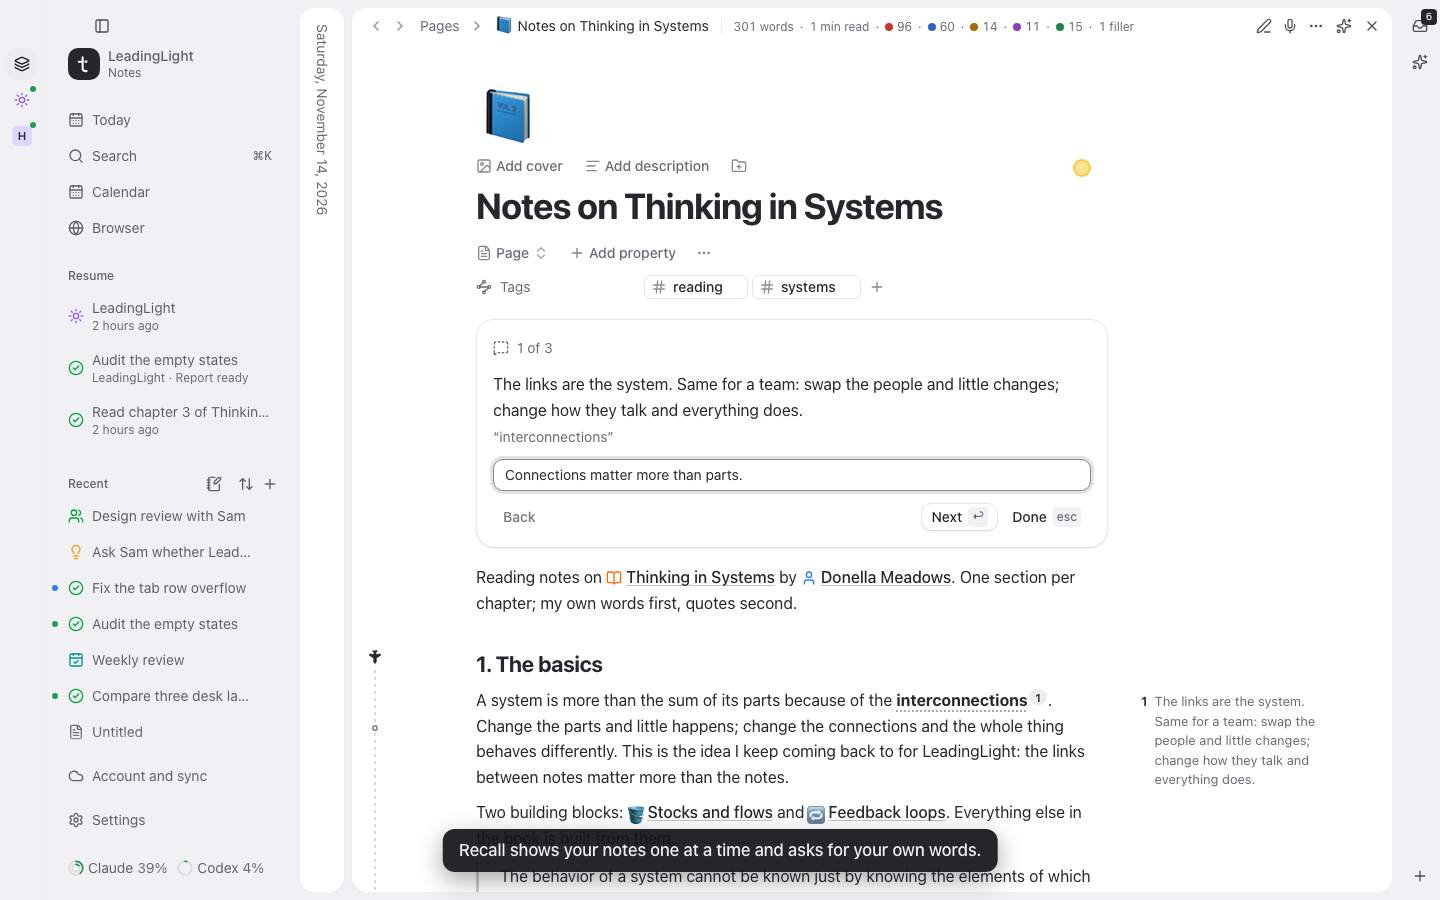 LeadingLight
Notes
Today
Search ⌘K
Calendar
Browser
Resume
LeadingLight
2 hours ago
Audit the empty states
LeadingLight · Report ready
Read chapter 3 of Thinkin...
2 hours ago
Recent
Design review with Sam
Ask Sam whether Lead...
Fix the tab row overflow
Audit the empty states
Weekly review
Compare three desk la...
Untitled
Account and sync
Settings
Claude 39% Codex 4%
H
Saturday, November 14, 2026
Pages Notes on Thinking in Systems 301 words · 1 min read · 96 · 60 · 14 · 11 · 15 · 1 filler
6
VOL. 3
Add cover Add description
Notes on Thinking in Systems
Page Add property
Tags # reading # systems
1 of 3
The links are the system. Same for a team: swap the people and little changes;
change how they talk and everything does.
“interconnections”
Connections matter more than parts.
Back Next Done esc
Reading notes on Thinking in Systems by Donella Meadows. One section per
chapter; my own words first, quotes second.
1. The basics
A system is more than the sum of its parts because of the interconnections 1 .
Change the parts and little happens; change the connections and the whole thing
behaves differently. This is the idea I keep coming back to for LeadingLight: the links
between notes matter more than the notes.
Two building blocks: Stocks and flows and Feedback loops. Everything else in
the book is built from them.
The behavior of a system cannot be known just by knowing the elements of which
1 The links are the system.
Same for a team: swap the
people and little changes;
change how they talk and
everything does.
Recall shows your notes one at a time and asks for your own words.